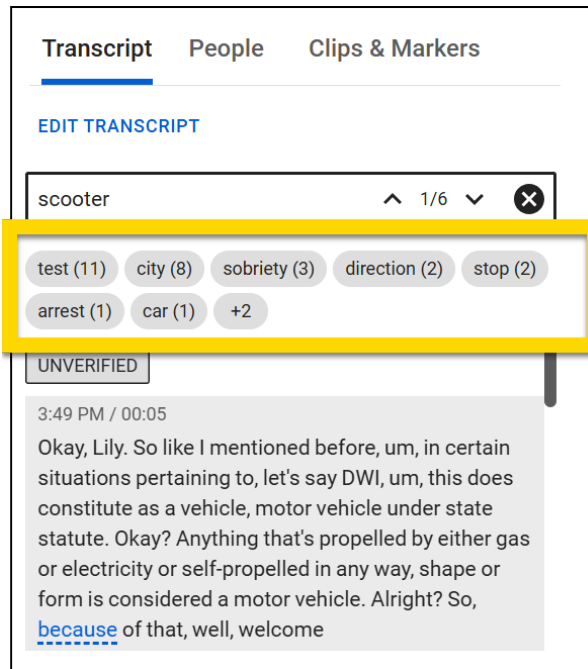 Transcript People Clips & Markers
EDIT TRANSCRIPT
scooter 1/6
test (11) city (8) sobriety (3) direction (2) stop (2)
arrest (1) car (1) +2
UNVERIFIED
3:49 PM / 00:05
Okay, Lily. So like I mentioned before, um, in certain
situations pertaining to, let's say DWI, um, this does
constitute as a vehicle, motor vehicle under state
statute. Okay? Anything that's propelled by either gas
or electricity or self-propelled in any way, shape or
form is considered a motor vehicle. Alright? So,
because of that, well, welcome